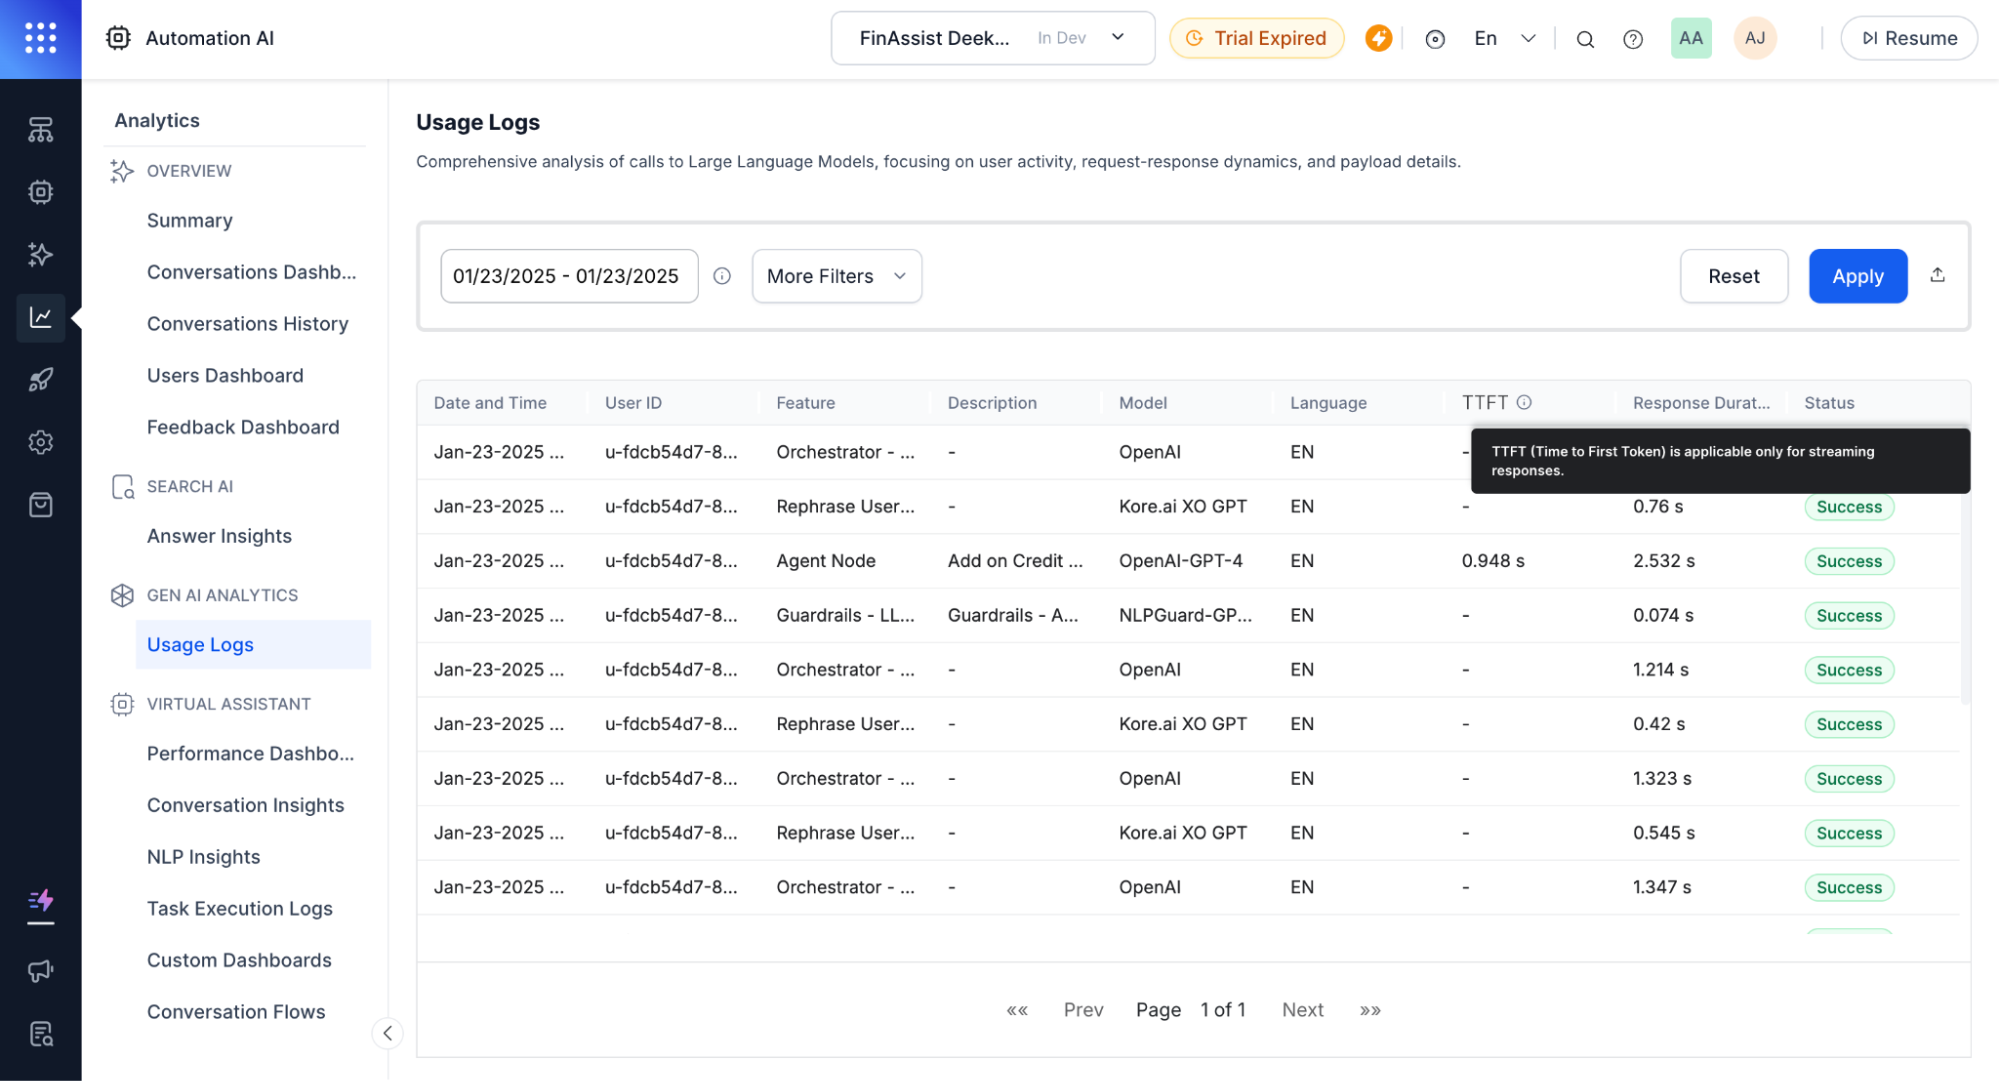 Automation AI
FinAssist Deek... In Dev
Trial Expired
En
AA
AJ
Resume
Analytics
OVERVIEW
Summary
Conversations Dashb...
Conversations History
Users Dashboard
Feedback Dashboard
SEARCH AI
Answer Insights
GEN AI ANALYTICS
Usage Logs
VIRTUAL ASSISTANT
Performance Dashbo...
Conversation Insights
NLP Insights
Task Execution Logs
Custom Dashboards
Conversation Flows
Usage Logs
Comprehensive analysis of calls to Large Language Models, focusing on user activity, request-response dynamics, and payload details.
01/23/2025 - 01/23/2025
More Filters
Reset
Apply
Date and Time User ID Feature Description Model Language TTFT Response Durat... Status
Jan-23-2025 ... u-fdcb54d7-8... Orchestrator - ... - OpenAI EN -
TTFT (Time to First Token) is applicable only for streaming
responses.
Jan-23-2025 ... u-fdcb54d7-8... Rephrase User... - Kore.ai XO GPT EN - 0.76 s Success
Jan-23-2025 ... u-fdcb54d7-8... Agent Node Add on Credit ... OpenAI-GPT-4 EN 0.948 s 2.532 s Success
Jan-23-2025 ... u-fdcb54d7-8... Guardrails - LL... Guardrails - A... NLPGuard-GP... EN - 0.074 s Success
Jan-23-2025 ... u-fdcb54d7-8... Orchestrator - ... - OpenAI EN - 1.214 s Success
Jan-23-2025 ... u-fdcb54d7-8... Rephrase User... - Kore.ai XO GPT EN - 0.42 s Success
Jan-23-2025 ... u-fdcb54d7-8... Orchestrator - ... - OpenAI EN - 1.323 s Success
Jan-23-2025 ... u-fdcb54d7-8... Rephrase User... - Kore.ai XO GPT EN - 0.545 s Success
Jan-23-2025 ... u-fdcb54d7-8... Orchestrator - ... - OpenAI EN - 1.347 s Success
«« Prev Page 1 of 1 Next »»